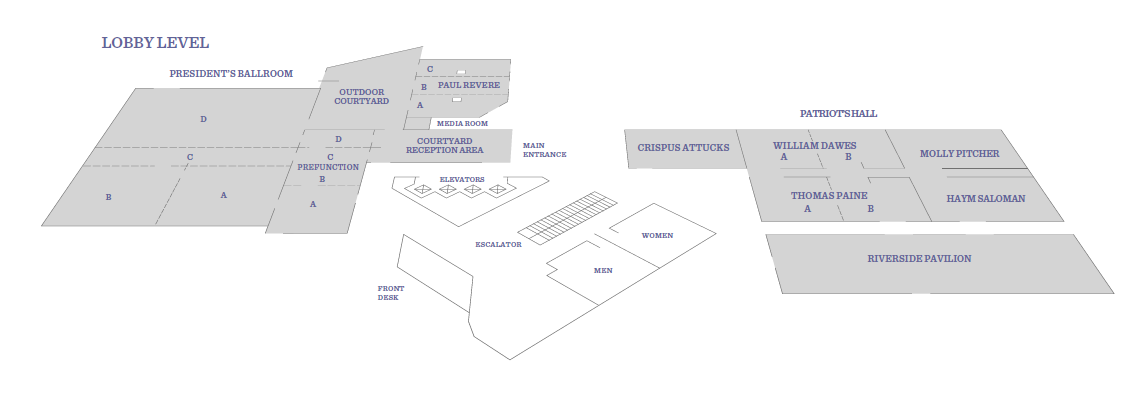 LOBBY LEVEL
PRESIDENT'S BALLROOM
D
C
B
A
OUTDOOR
COURTYARD
C
B
A
PAUL REVERE
MEDIA ROOM
D
C
PREFUNCTION
B
A
COURTYARD
RECEPTION AREA
MAIN
ENTRANCE
ELEVATORS
ESCALATOR
WOMEN
MEN
FRONT
DESK
PATRIOT'S HALL
CRISPUS ATTUCKS
WILLIAM DAWES
A B
MOLLY PITCHER
THOMAS PAINE
A B
HAYM SALOMAN
RIVERSIDE PAVILION